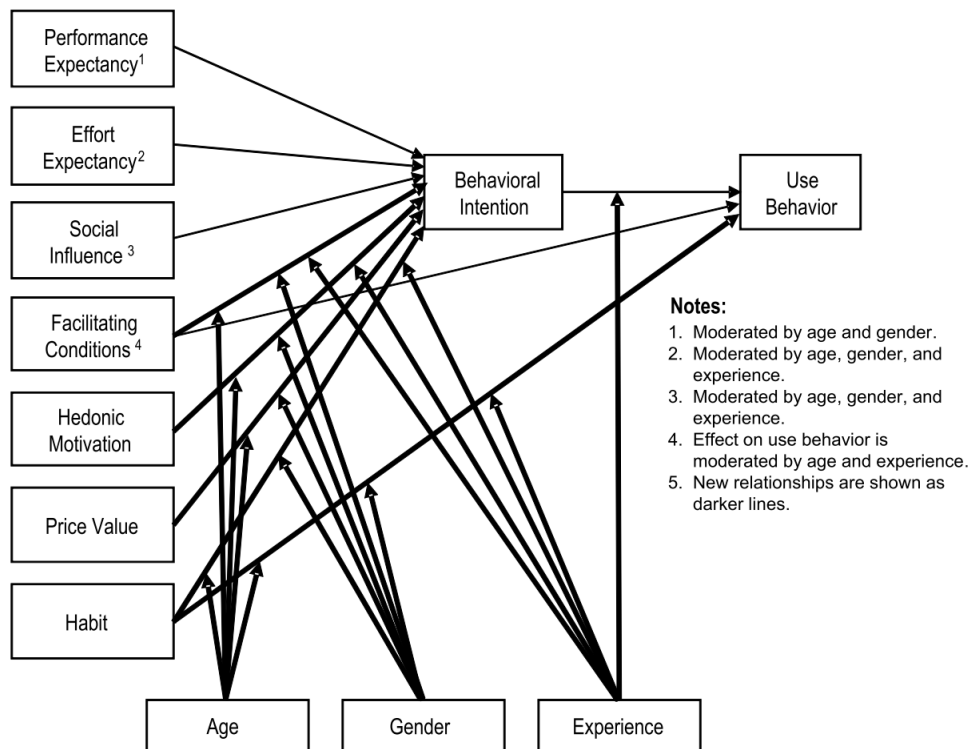 Performance
Expectancy1
Effort
Expectancy2
Social
Influence 3
Facilitating
Conditions 4
Hedonic
Motivation
Price Value
Habit
Behavioral
Intention
Use
Behavior
Notes:
1. Moderated by age and gender.
2. Moderated by age, gender, and
experience.
3. Moderated by age, gender, and
experience.
4. Effect on use behavior is
moderated by age and experience.
5. New relationships are shown as
darker lines.
Age
Gender
Experience